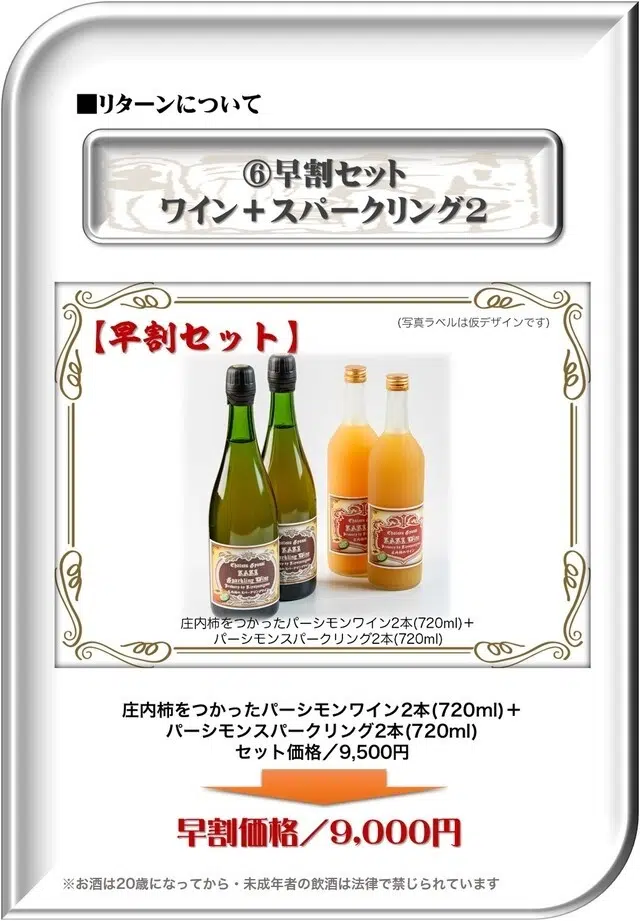 ■リターンについて
⑥早割セット
ワイン＋スパークリング2
【早割セット】
(写真ラベルは仮デザインです)
Chateau Gyouni
KAKI
Sparkling Wine
KAKI Wine
庄内柿をつかったパーシモンワイン2本(720ml)＋
パーシモンスパークリング2本(720ml)
庄内柿をつかったパーシモンワイン2本(720ml)＋
パーシモンスパークリング2本(720ml)
セット価格／9,500円
早割価格／9,000円
※お酒は20歳になってから・未成年者の飲酒は法律で禁じられています